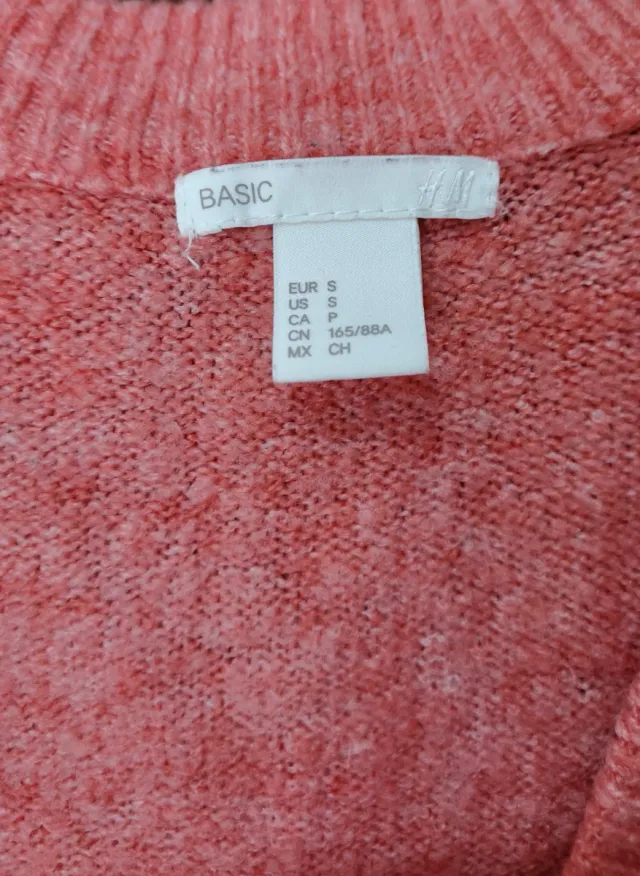 BASIC H&M
EUR S
US S
CA P
CN 165/88A
MX CH